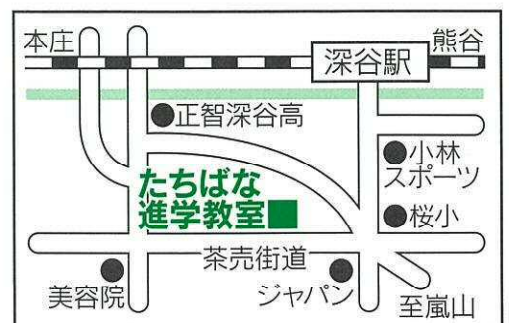 本庄
熊谷
深谷駅
●正智深谷高
●小林
スポーツ
たちばな
進学教室■
●桜小
茶売街道
美容院
ジャパン
至嵐山